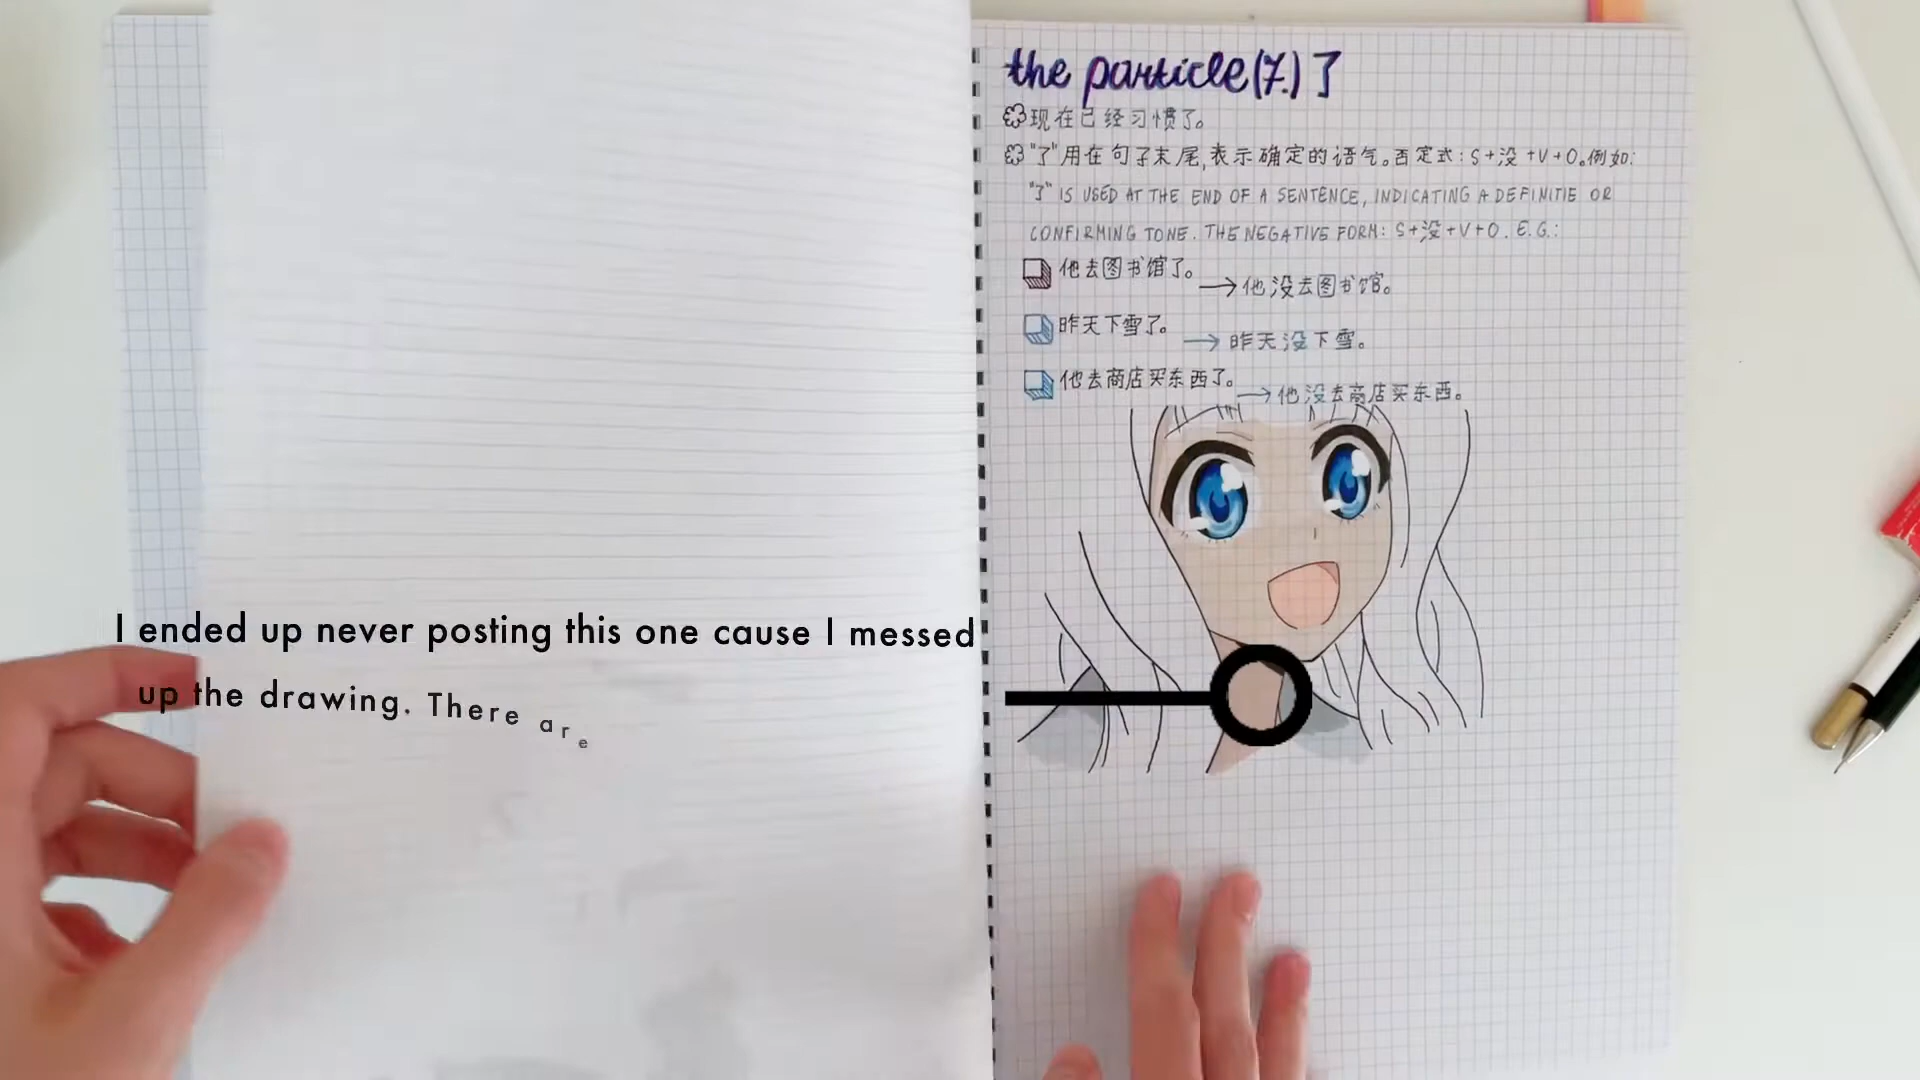 the particle(7.)了
现在已经习惯了。
"了"用在句子末尾,表示确定的语气。否定式:S+没+V+O。例如:
"了" IS USED AT THE END OF A SENTENCE, INDICATING A DEFINITIE OR
CONFIRMING TONE. THE NEGATIVE FORM: S+没+V+O. E.G.:
他去图书馆了。→他没去图书馆。
昨天下雪了。→昨天没下雪。
他去商店买东西了。→他没去商店买东西。
I ended up never posting this one cause I messed
up the drawing. There are